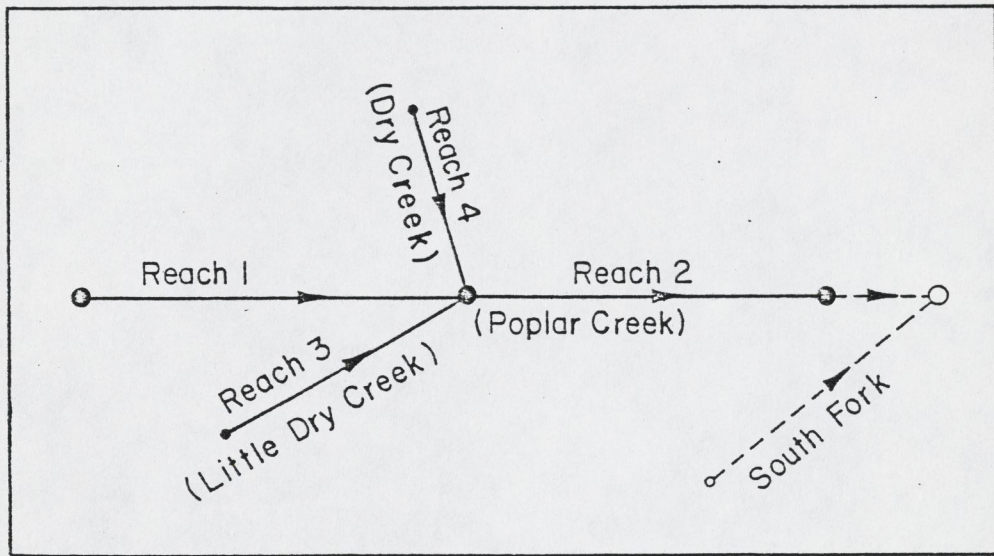 Reach 4
(Dry Creek)
Reach 1
Reach 2
(Poplar Creek)
Reach 3
(Little Dry Creek)
South Fork